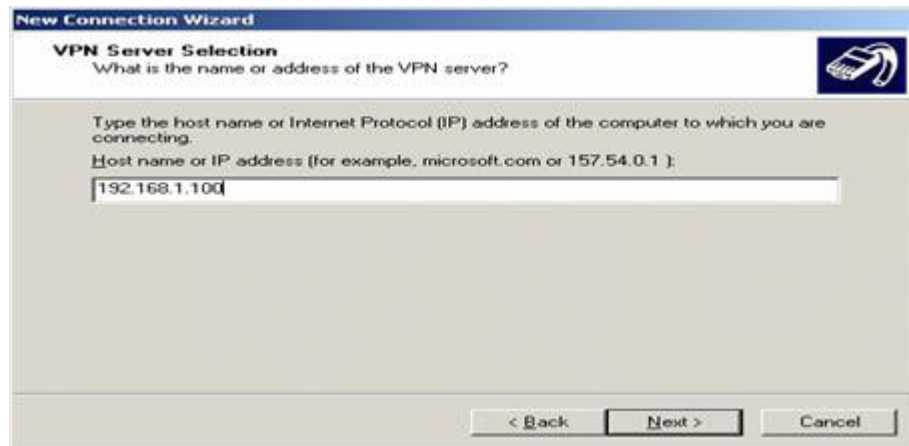 New Connection Wizard
VPN Server Selection
What is the name or address of the VPN server?
Type the host name or Internet Protocol (IP) address of the computer to which you are
connecting.
Host name or IP address (for example, microsoft.com or 157.54.0.1 ):
192.168.1.100
< Back Next > Cancel